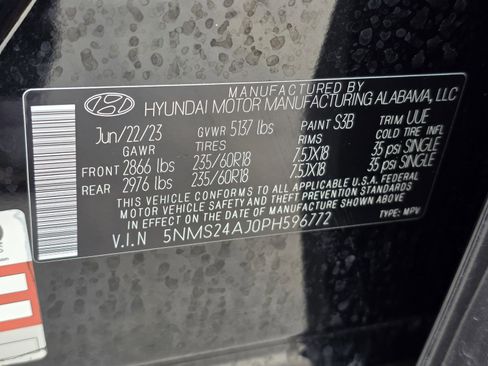 MANUFACTURED BY
HYUNDAI MOTOR MANUFACTURING ALABAMA, LLC
Jun/22/23 GVWR 5137 lbs PAINT S3B TRIM UUE
GAWR TIRES RIMS COLD TIRE INFL
FRONT 2866 lbs 235/60R18 7.5JX18 35 psi SINGLE
REAR 2976 lbs 235/60R18 7.5JX18 35 psi SINGLE
THIS VEHICLE CONFORMS TO ALL APPLICABLE U.S.A. FEDERAL
MOTOR VEHICLE SAFETY AND THEFT PREVENTION STANDARDS
IN EFFECT ON THE DATE OF MANUFACTURE SHOWN ABOVE.
V.I.N 5NMS24AJ0PH596772 TYPE: MPV